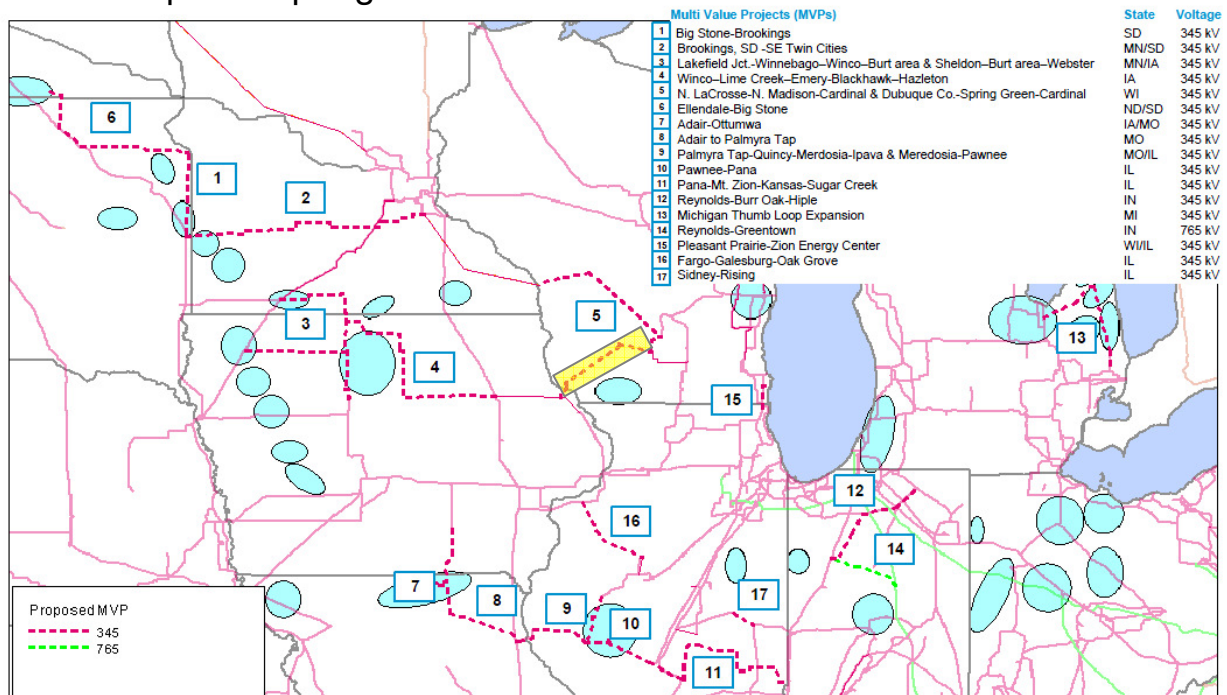 Multi Value Projects (MVPs) State Voltage
1 Big Stone-Brookings SD 345 kV
2 Brookings, SD -SE Twin Cities MN/SD 345 kV
3 Lakefield Jct.-Winnebago–Winco–Burt area & Sheldon–Burt area–Webster MN/IA 345 kV
4 Winco–Lime Creek–Emery-Blackhawk–Hazleton IA 345 kV
5 N. LaCrosse-N. Madison-Cardinal & Dubuque Co.-Spring Green-Cardinal WI 345 kV
6 Ellendale-Big Stone ND/SD 345 kV
7 Adair-Ottumwa IA/MO 345 kV
8 Adair to Palmyra Tap MO 345 kV
9 Palmyra Tap-Quincy-Merdosia-Ipava & Meredosia-Pawnee MO/IL 345 kV
10 Pawnee-Pana IL 345 kV
11 Pana-Mt. Zion-Kansas-Sugar Creek IL 345 kV
12 Reynolds-Burr Oak-Hiple IN 345 kV
13 Michigan Thumb Loop Expansion MI 345 kV
14 Reynolds-Greentown IN 765 kV
15 Pleasant Prairie-Zion Energy Center WI/IL 345 kV
16 Fargo-Galesburg-Oak Grove IL 345 kV
17 Sidney-Rising IL 345 kV
6
1
2
3
5
13
4
15
12
16
14
7
8
9
10
17
11
Proposed MVP
345
765